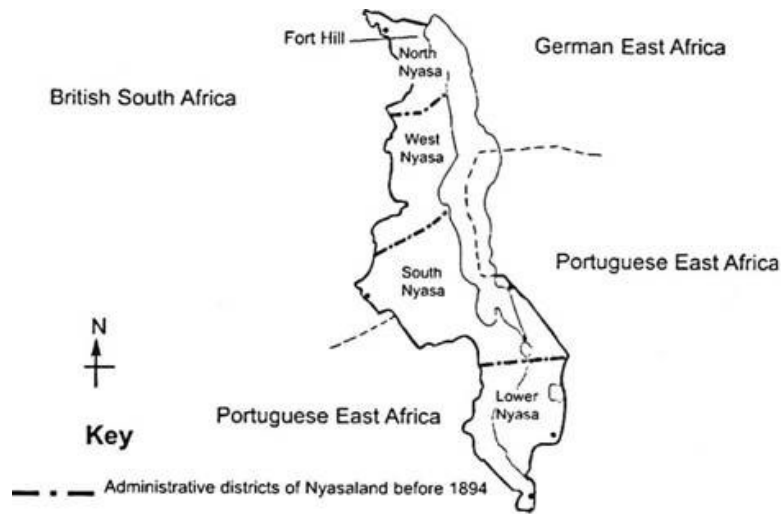 Fort Hill
North
Nyasa
German East Africa
British South Africa
West
Nyasa
Portuguese East Africa
South
Nyasa
N
Lower
Nyasa
Portuguese East Africa
Key
Administrative districts of Nyasaland before 1894